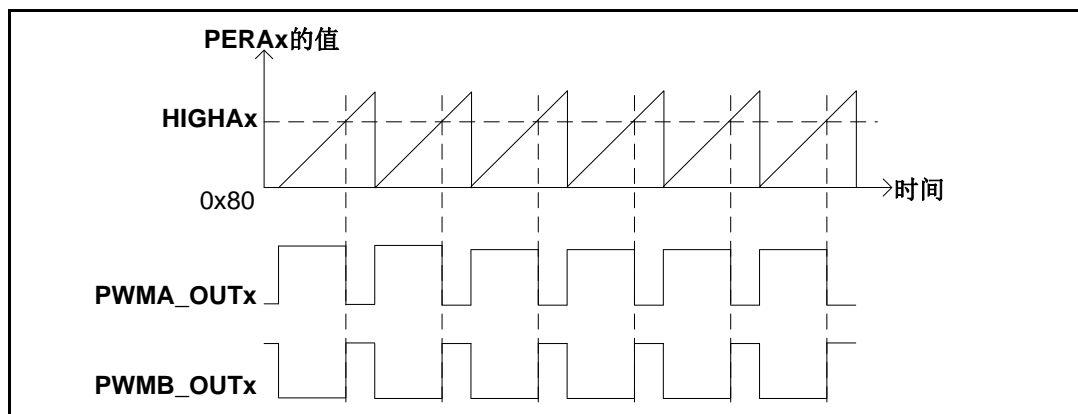 PERAx的值
HIGHAx
0x80
时间
PWMA_OUTx
PWMB_OUTx